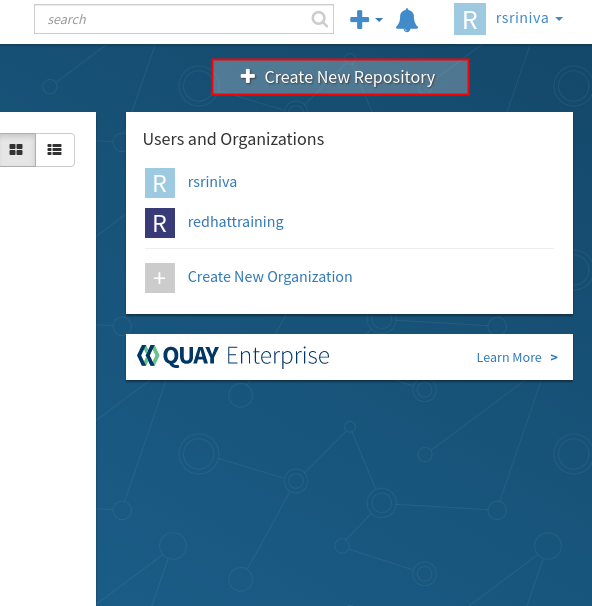 search
R
rsriniva
Create New Repository
Users and Organizations
R
rsriniva
R
redhattraining
+
Create New Organization
QUAY Enterprise
Learn More >